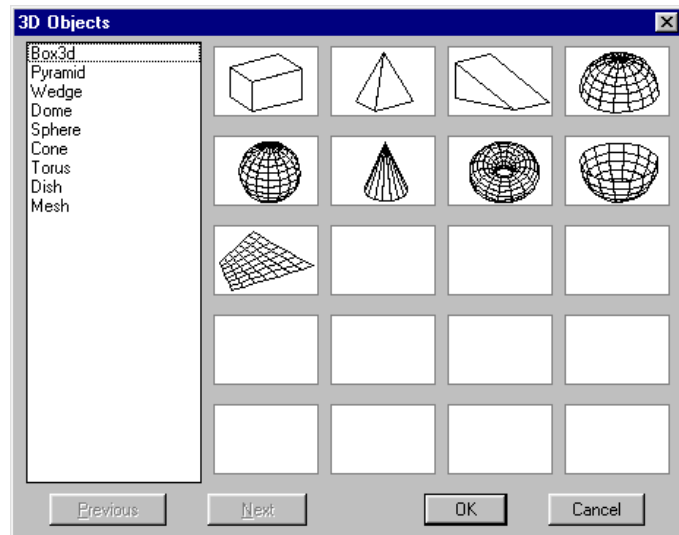 3D Objects
Box3d
Pyramid
Wedge
Dome
Sphere
Cone
Torus
Dish
Mesh
Previous
Next
OK
Cancel